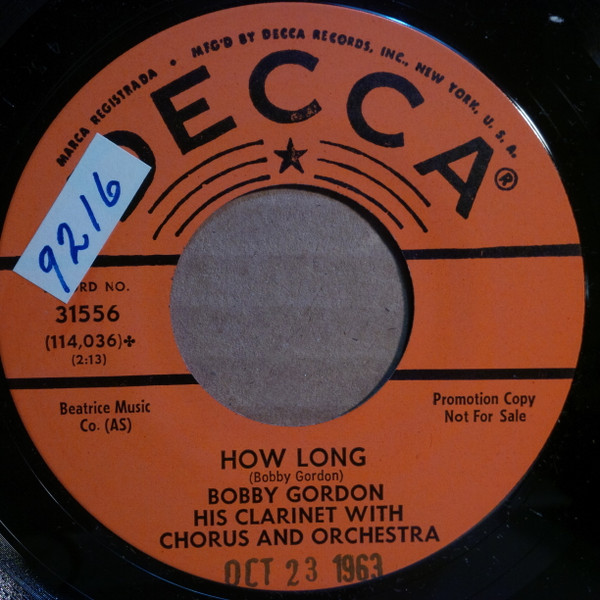 MARCA REGISTRADA • MFG'D BY DECCA RECORDS, INC., NEW YORK, U. S. A.
DECCA®
9216
RD NO.
31556
(114,036)✤
(2:13)
Beatrice Music
Co. (AS)
Promotion Copy
Not For Sale
HOW LONG
(Bobby Gordon)
BOBBY GORDON
HIS CLARINET WITH
CHORUS AND ORCHESTRA
OCT 23 1963